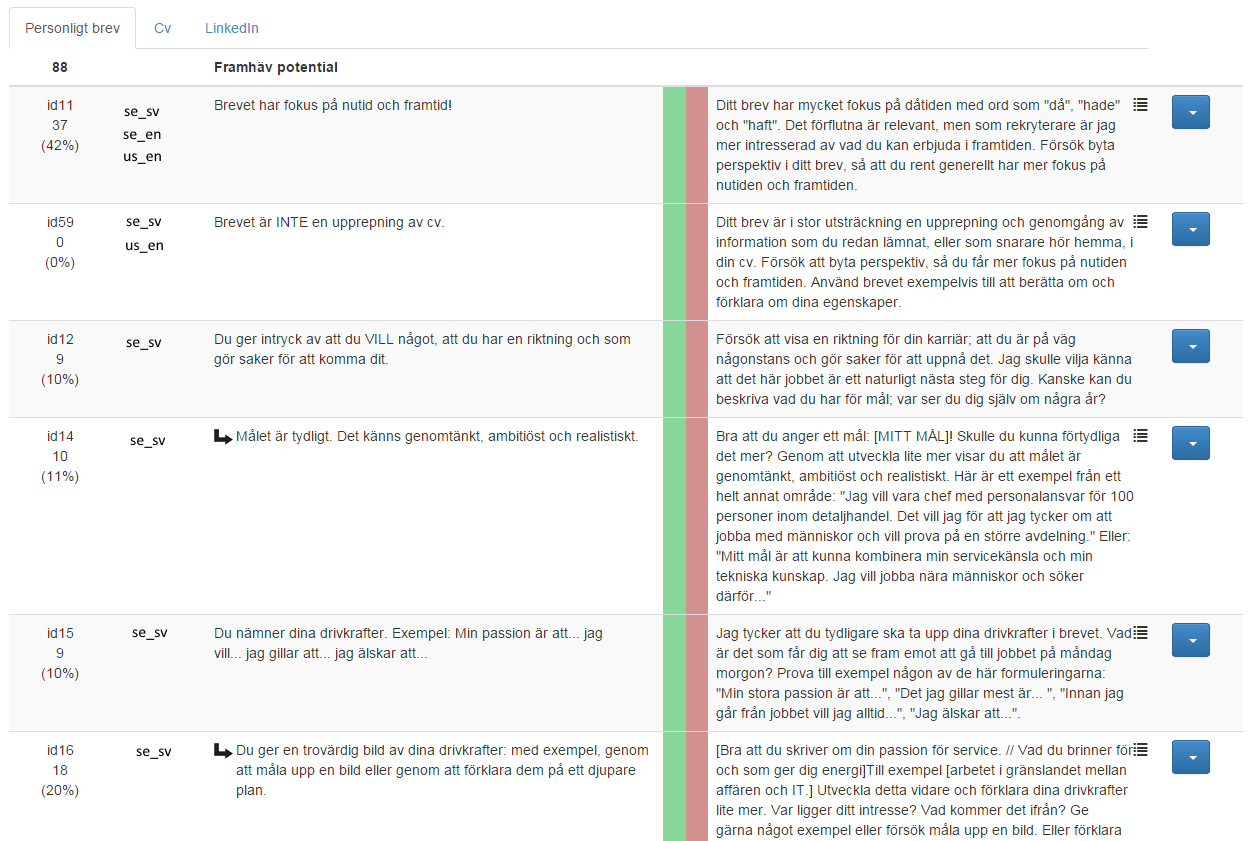 Personligt brev Cv LinkedIn
88 Framhäv potential
id11
37
(42%)
se_sv
se_en
us_en
Brevet har fokus på nutid och framtid!
Ditt brev har mycket fokus på dåtiden med ord som "då", "hade"
och "haft". Det förflutna är relevant, men som rekryterare är jag
mer intresserad av vad du kan erbjuda i framtiden. Försök byta
perspektiv i ditt brev, så att du rent generellt har mer fokus på
nutiden och framtiden.
id59
0
(0%)
se_sv
us_en
Brevet är INTE en upprepning av cv.
Ditt brev är i stor utsträckning en upprepning och genomgång av
information som du redan lämnat, eller som snarare hör hemma, i
din cv. Försök att byta perspektiv, så du får mer fokus på nutiden
och framtiden. Använd brevet exempelvis till att berätta om och
förklara om dina egenskaper.
id12
9
(10%)
se_sv
Du ger intryck av att du VILL något, att du har en riktning och som
gör saker för att komma dit.
Försök att visa en riktning för din karriär; att du är på väg
någonstans och gör saker för att uppnå det. Jag skulle vilja känna
att det här jobbet är ett naturligt nästa steg för dig. Kanske kan du
beskriva vad du har för mål; var ser du dig själv om några år?
id14
10
(11%)
se_sv
Målet är tydligt. Det känns genomtänkt, ambitiöst och realistiskt.
Bra att du anger ett mål: [MITT MÅL]! Skulle du kunna förtydliga
det mer? Genom att utveckla lite mer visar du att målet är
genomtänkt, ambitiöst och realistiskt. Här är ett exempel från ett
helt annat område: "Jag vill vara chef med personalansvar för 100
personer inom detaljhandel. Det vill jag för att jag tycker om att
jobba med människor och vill prova på en större avdelning." Eller:
"Mitt mål är att kunna kombinera min servicekänsla och min
tekniska kunskap. Jag vill jobba nära människor och söker
därför..."
id15
9
(10%)
se_sv
Du nämner dina drivkrafter. Exempel: Min passion är att... jag
vill... jag gillar att... jag älskar att...
Jag tycker att du tydligare ska ta upp dina drivkrafter i brevet. Vad
är det som får dig att se fram emot att gå till jobbet på måndag
morgon? Prova till exempel någon av de här formuleringarna:
"Min stora passion är att...", "Det jag gillar mest är... ", "Innan jag
går från jobbet vill jag alltid...", "Jag älskar att...".
id16
18
(20%)
se_sv
Du ger en trovärdig bild av dina drivkrafter: med exempel, genom
att måla upp en bild eller genom att förklara dem på ett djupare
plan.
[Bra att du skriver om din passion för service. // Vad du brinner för
och som ger dig energi]Till exempel [arbetet i gränslandet mellan
affären och IT.] Utveckla detta vidare och förklara dina drivkrafter
lite mer. Var ligger ditt intresse? Vad kommer det ifrån? Ge
gärna något exempel eller försök måla upp en bild. Eller förklara